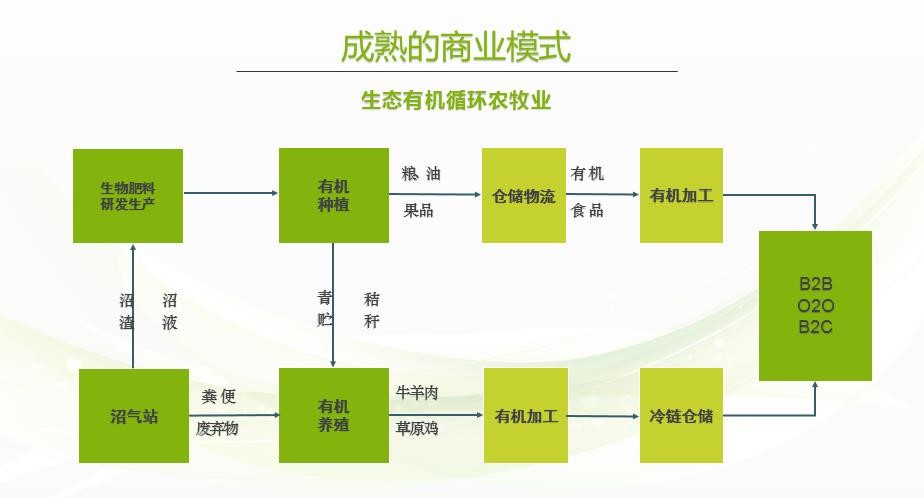 成熟的商业模式
生态有机循环农牧业
生物肥料
研发生产
有机
种植
粮、油
果品
仓储物流
有机
食品
有机加工
B2B
O2O
B2C
沼
渣
沼
液
青
贮
秸
秆
沼气站
粪便
废弃物
有机
养殖
牛羊肉
草原鸡
有机加工
冷链仓储